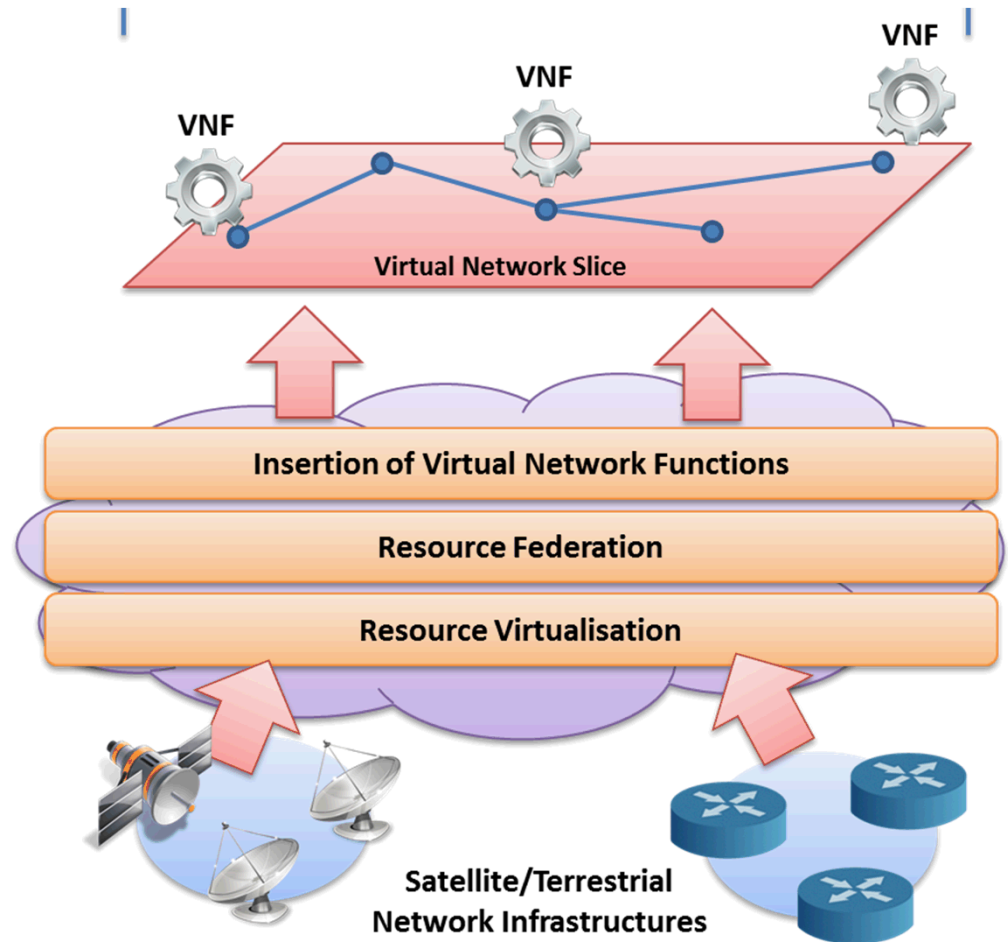 VNF
VNF
VNF
Virtual Network Slice
Insertion of Virtual Network Functions
Resource Federation
Resource Virtualisation
Satellite/Terrestrial
Network Infrastructures